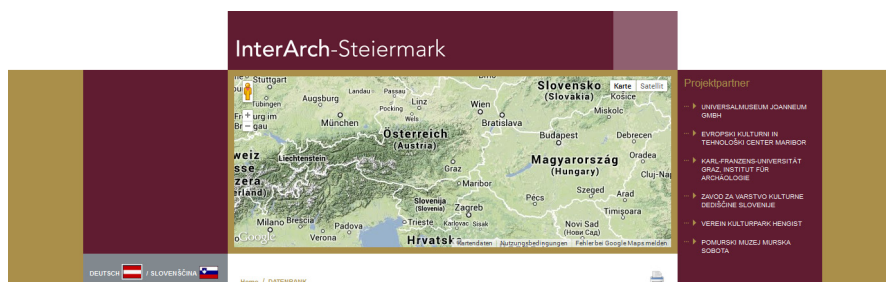 InterArch-Steiermark
Stuttgart
Landau
Passau
Slovensko
(Slovakia)
Karte
Satellit
Košice
Tübingen
Augsburg
Pocking
Linz
Wien
Miskolc
München
Wels
Bratislava
Österreich
(Austria)
Budapest
Debrecen
Liechtenstein
Graz
Magyarország
(Hungary)
Oradea
Cluj-Nap
Maribor
Slovenija
(Slovenia)
Zagreb
Pécs
Szeged
Arad
Timișoara
Milano
Brescia
Padova
Trieste
Karlovac
Sisak
Novi Sad
(Нови Сад)
Google
Verona
Hrvatsk
Kartendaten
Nutzungsbedingungen
Fehler bei Google Maps melden
Projektpartner
UNIVERSALMUSEUM JOANNEUM
GMBH
EVROPSKI KULTURNI IN
TEHNOLOŠKI CENTER MARIBOR
KARL-FRANZENS-UNIVERSITÄT
GRAZ, INSTITUT FÜR
ARCHÄOLOGIE
ZAVOD ZA VARSTVO KULTURNE
DEDIŠČINE SLOVENIJE
VEREIN KULTURPARK HENGIST
POMURSKI MUZEJ MURSKA
SOBOTA
DEUTSCH / SLOVENŠČINA
Home / DATENBANK